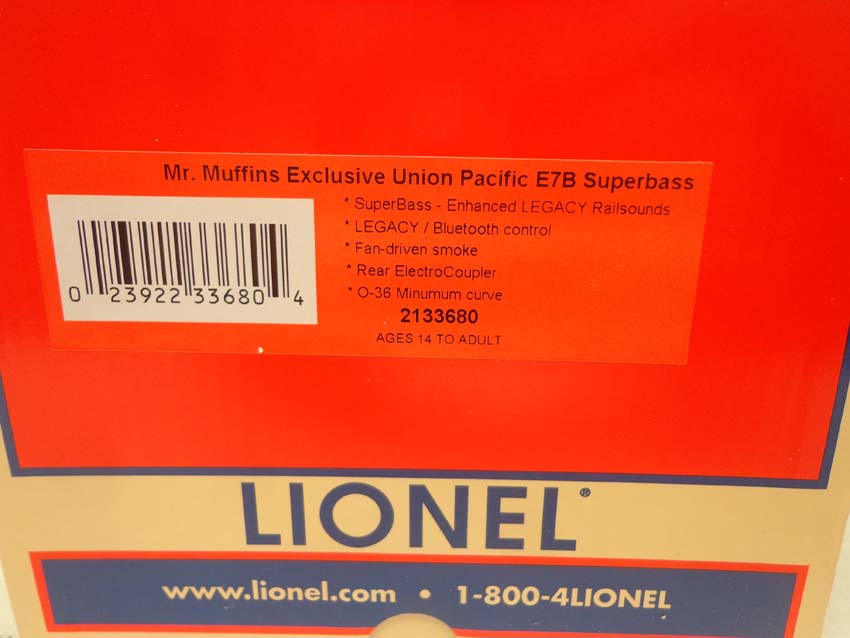 Mr. Muffins Exclusive Union Pacific E7B Superbass
* SuperBass - Enhanced LEGACY Railsounds
* LEGACY / Bluetooth control
* Fan-driven smoke
* Rear ElectroCoupler
* O-36 Minumum curve
2133680
AGES 14 TO ADULT
0 23922 33680 4
LIONEL®
www.lionel.com • 1-800-4LIONEL